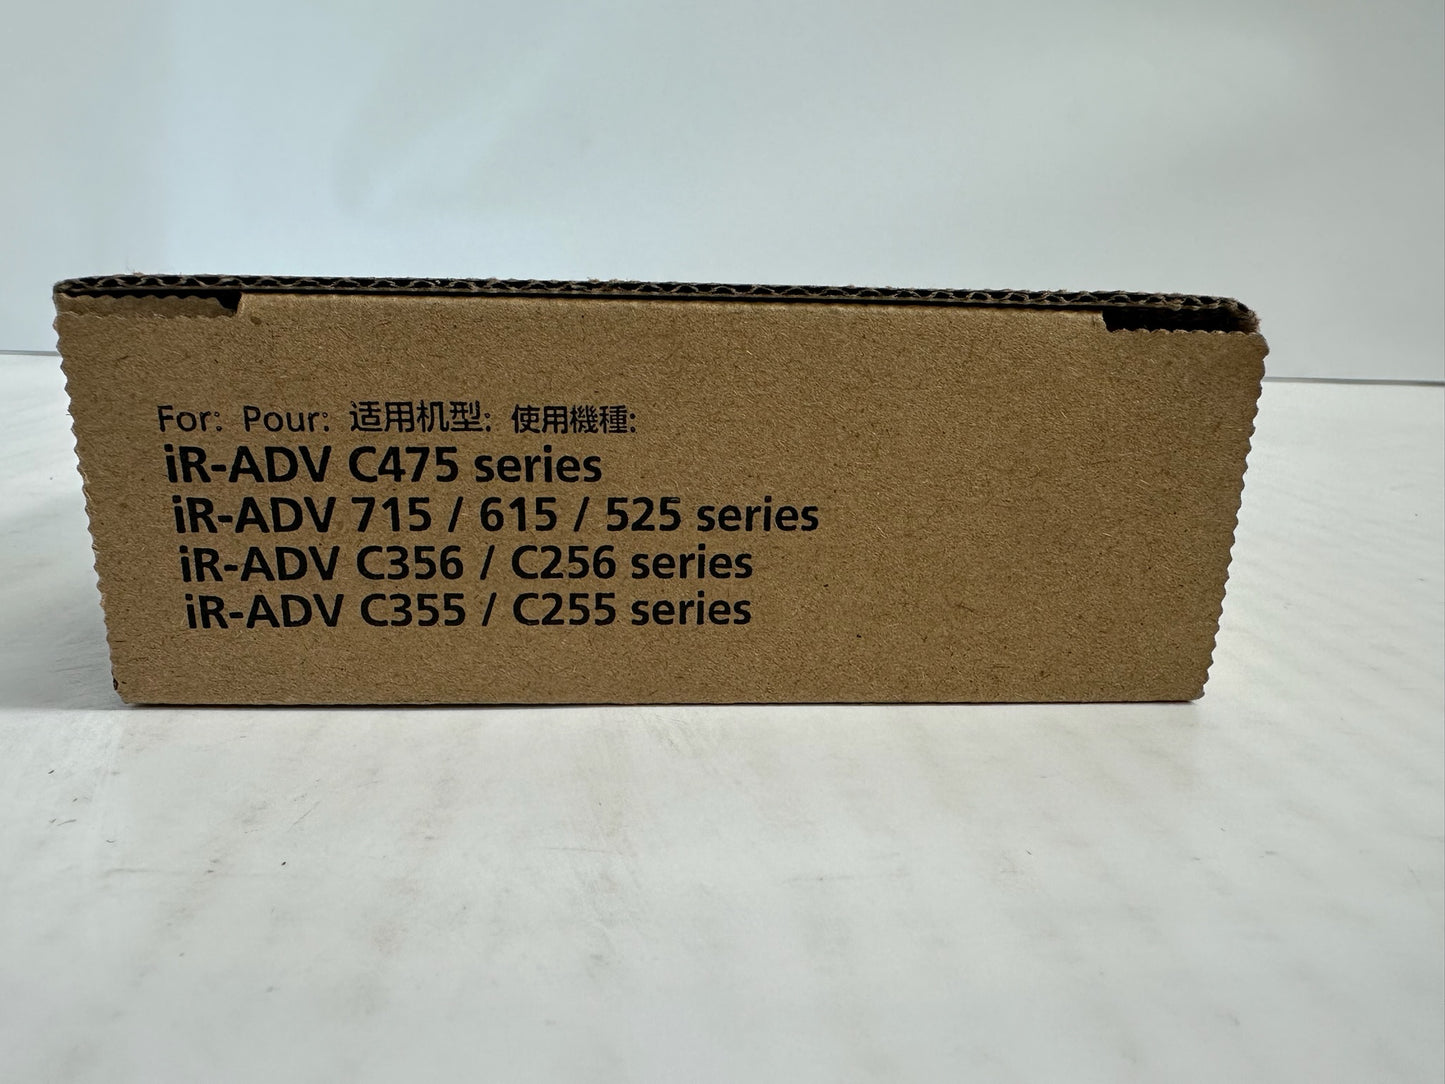 For: Pour: 适用机型: 使用機種:
iR-ADV C475 series
iR-ADV 715 / 615 / 525 series
iR-ADV C356 / C256 series
iR-ADV C355 / C255 series